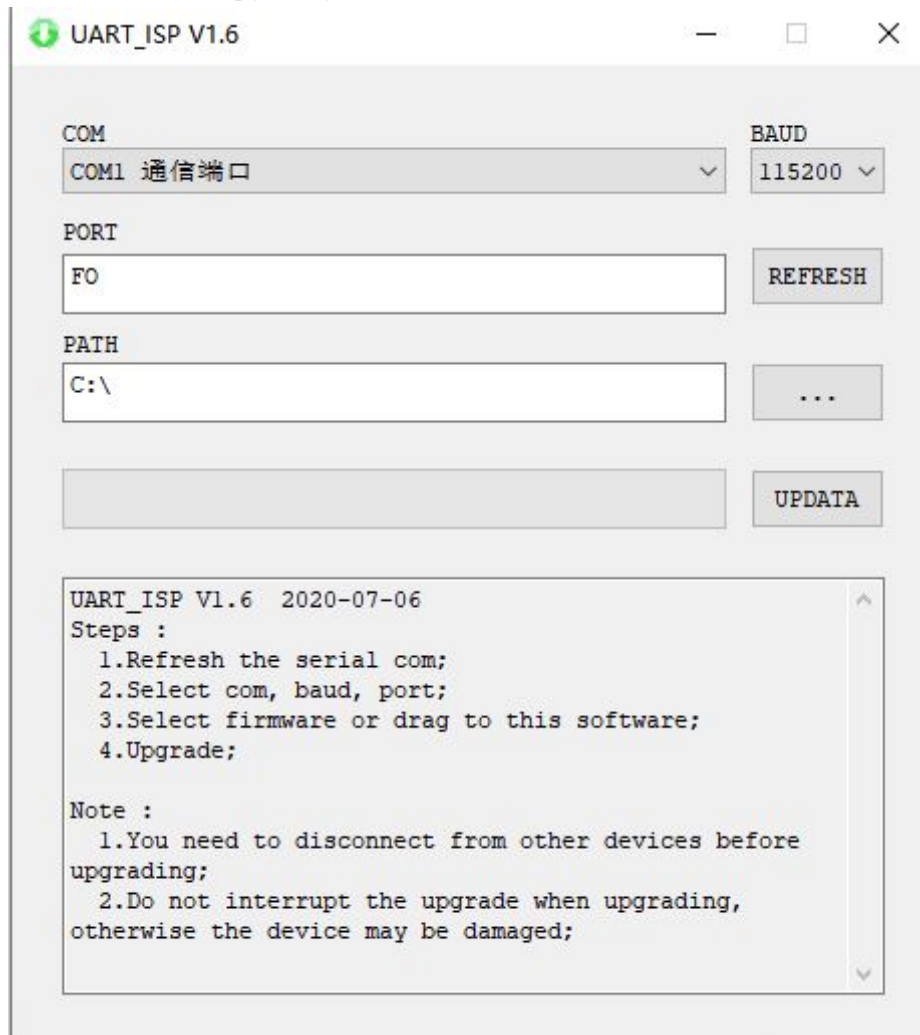 UART_ISP V1.6
COM
BAUD
COM1 通信端口
115200
PORT
FO
REFRESH
PATH
C:\
...
UPDATA
UART_ISP V1.6  2020-07-06
Steps :
1.Refresh the serial com;
2.Select com, baud, port;
3.Select firmware or drag to this software;
4.Upgrade;
Note :
1.You need to disconnect from other devices before
upgrading;
2.Do not interrupt the upgrade when upgrading,
otherwise the device may be damaged;